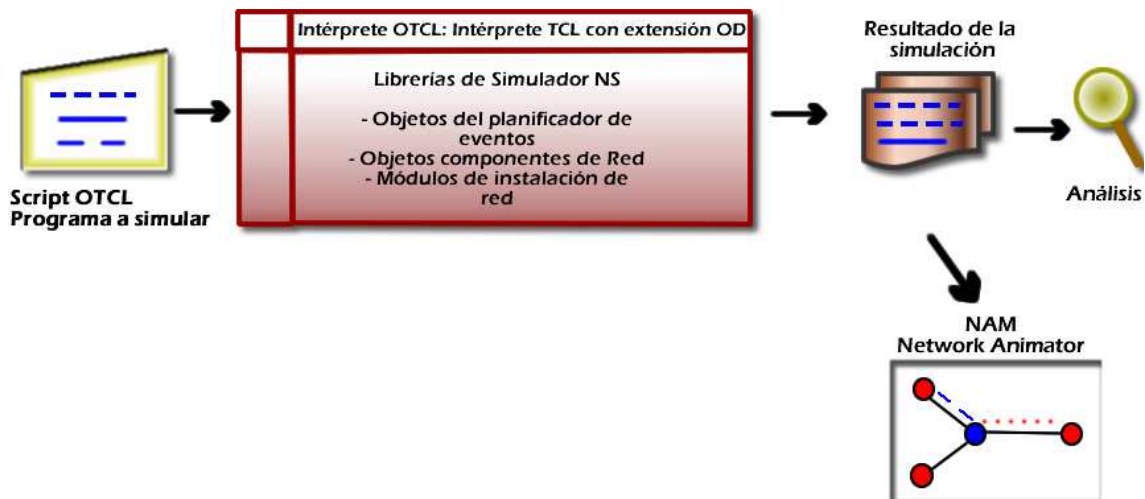 Intérprete OTCL: Intérprete TCL con extensión OD
Librerías de Simulador NS
- Objetos del planificador de
eventos
- Objetos componentes de Red
- Módulos de instalación de
red
Script OTCL
Programa a simular
Resultado de la
simulación
Análisis
NAM
Network Animator